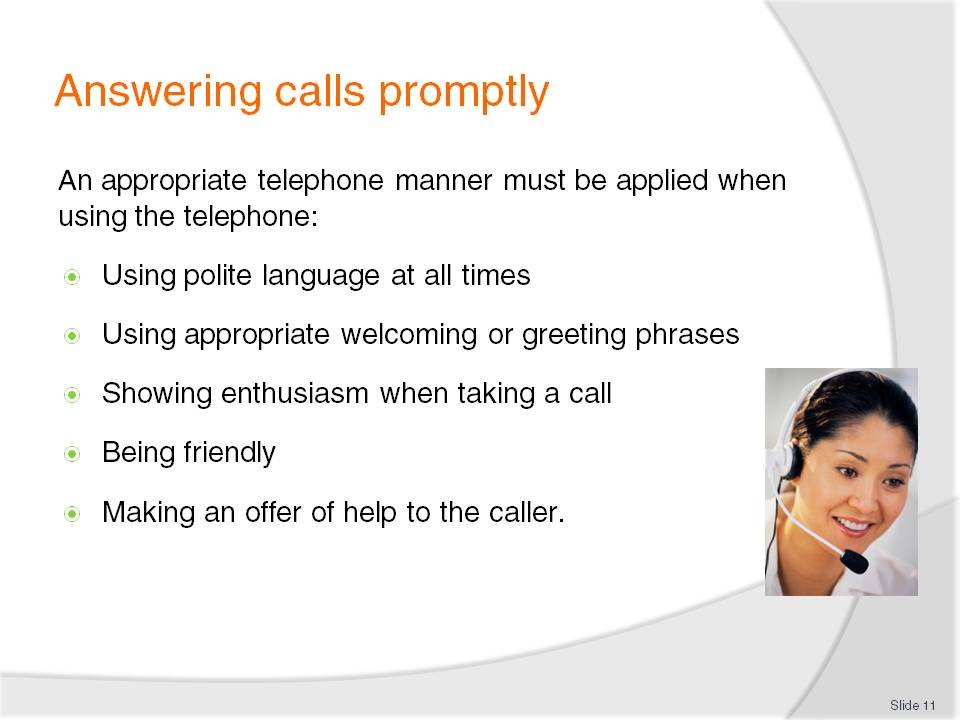 Answering calls promptly
An appropriate telephone manner must be applied when
using the telephone:
Using polite language at all times
Using appropriate welcoming or greeting phrases
Showing enthusiasm when taking a call
Being friendly
Making an offer of help to the caller.
Slide 11